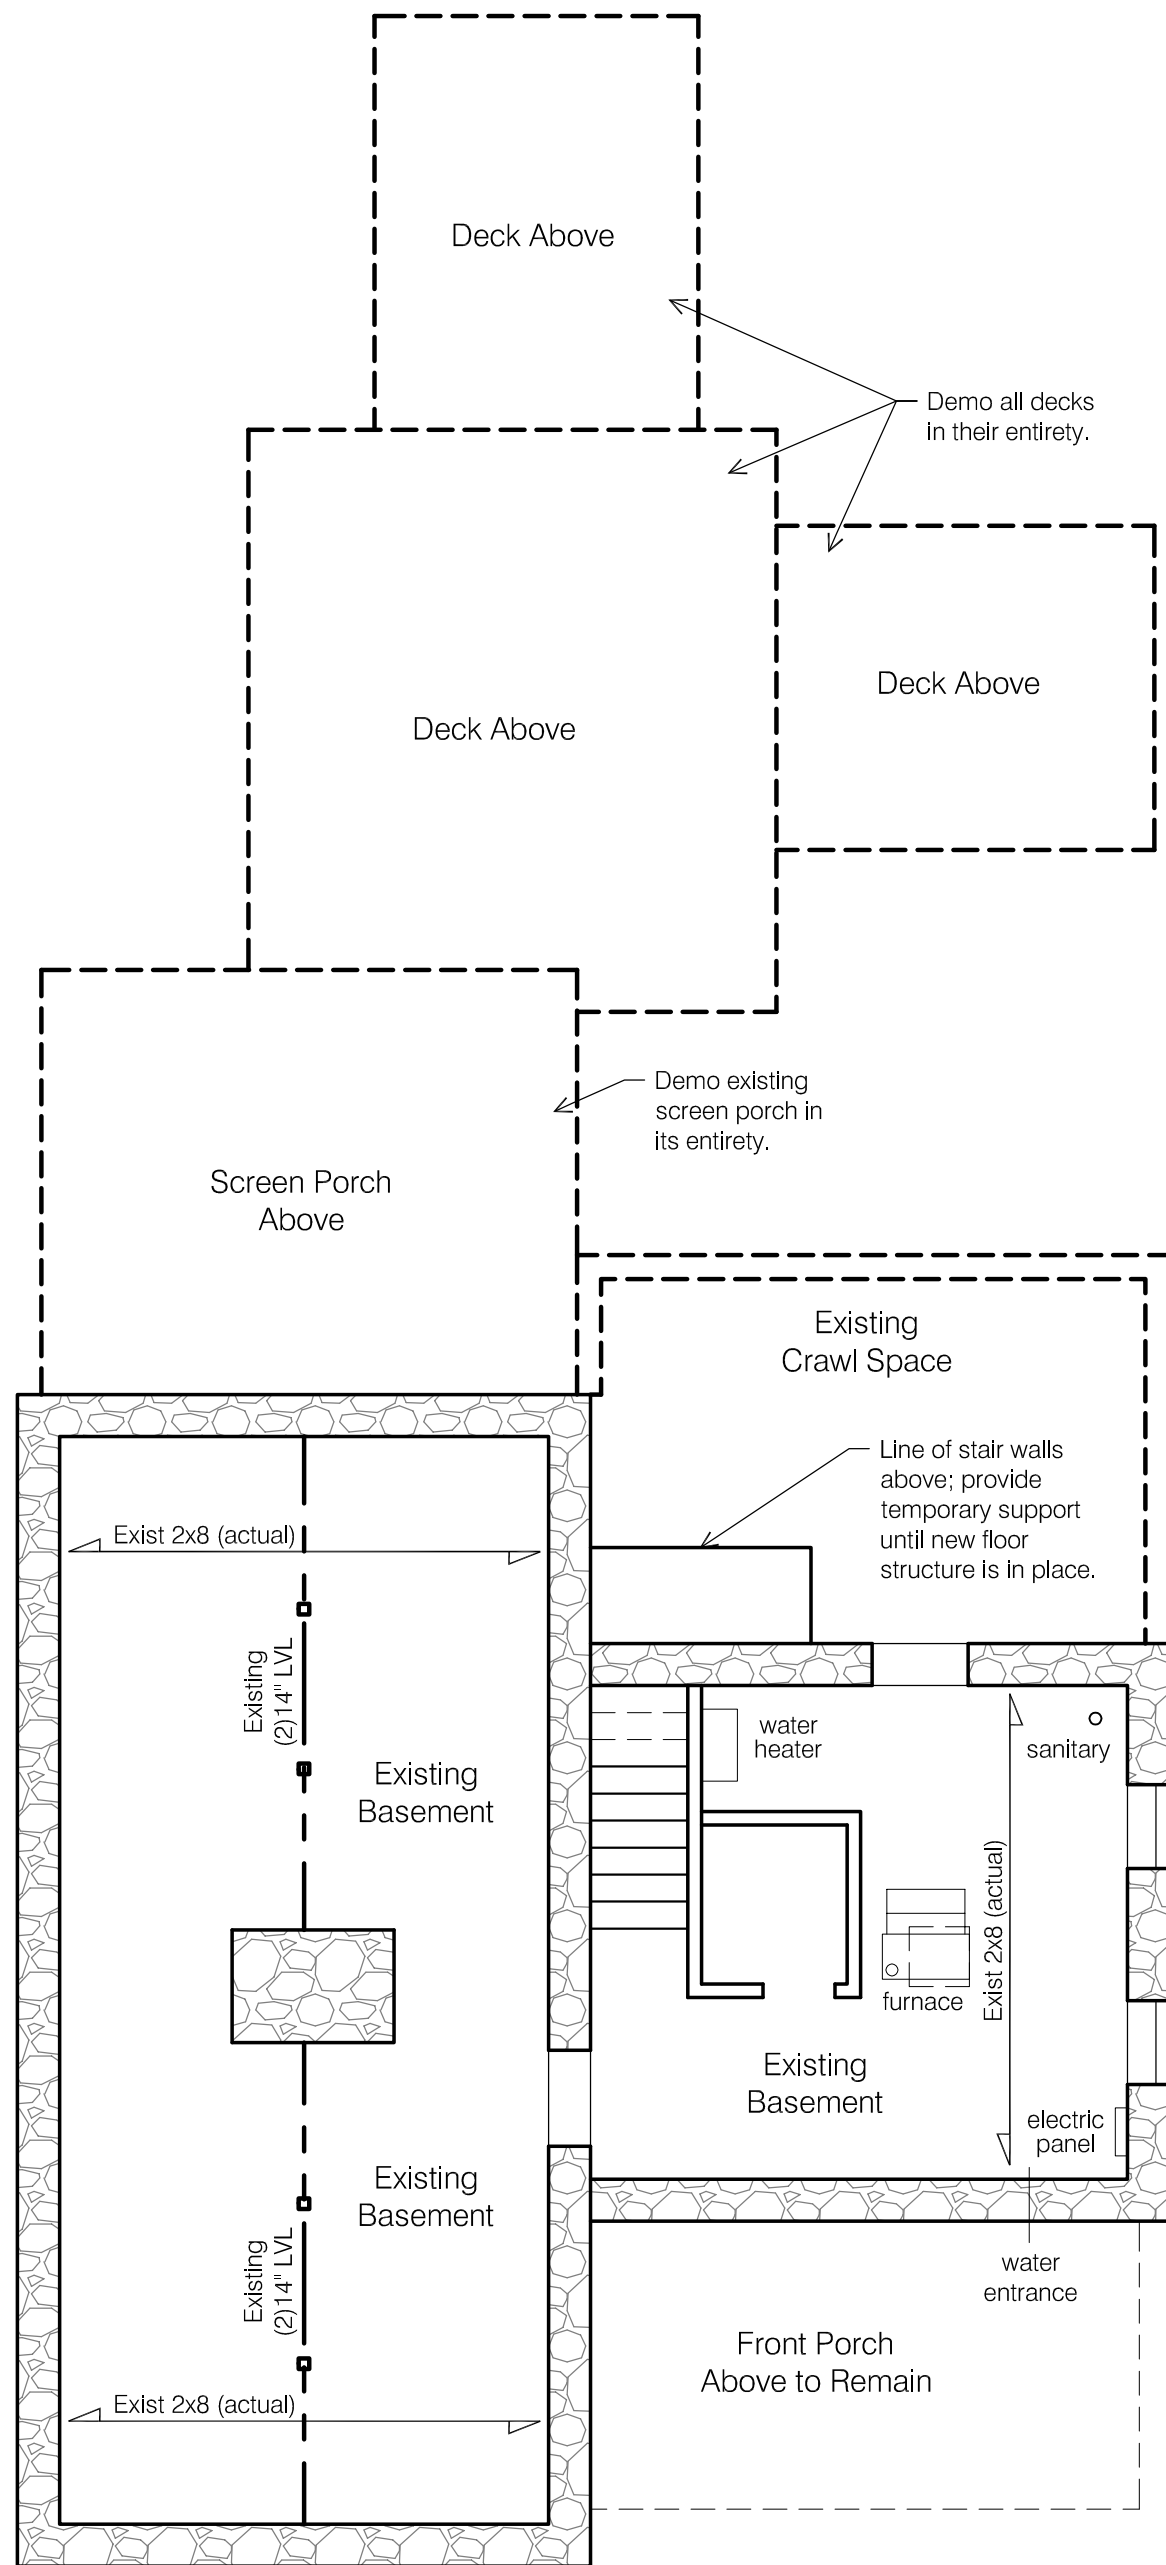 Deck Above
Demo all decks
in their entirety.
Deck Above
Deck Above
Demo existing
screen porch in
its entirety.
Screen Porch
Above
Existing
Crawl Space
Line of stair walls
above; provide
temporary support
until new floor
structure is in place.
Exist 2x8 (actual)
Existing
(2)14" LVL
Existing
Basement
water
heater
sanitary
Exist 2x8 (actual)
furnace
Existing
Basement
electric
panel
Existing
Basement
Existing
(2)14" LVL
water
entrance
Front Porch
Above to Remain
Exist 2x8 (actual)